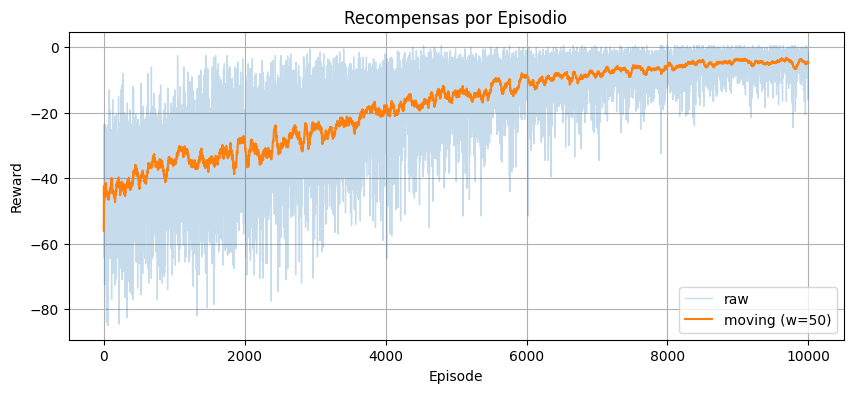 Recompensas por Episodio
Reward
0
−20
−40
−60
−80
raw
moving (w=50)
0
2000
4000
6000
8000
10000
Episode